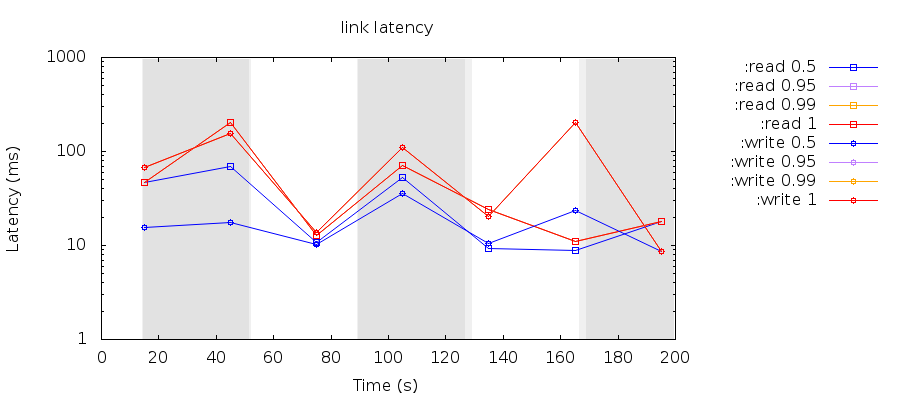 link latency
1000
100
10
1
Latency (ms)
0 20 40 60 80 100 120 140 160 180 200
Time (s)
:read 0.5
:read 0.95
:read 0.99
:read 1
:write 0.5
:write 0.95
:write 0.99
:write 1